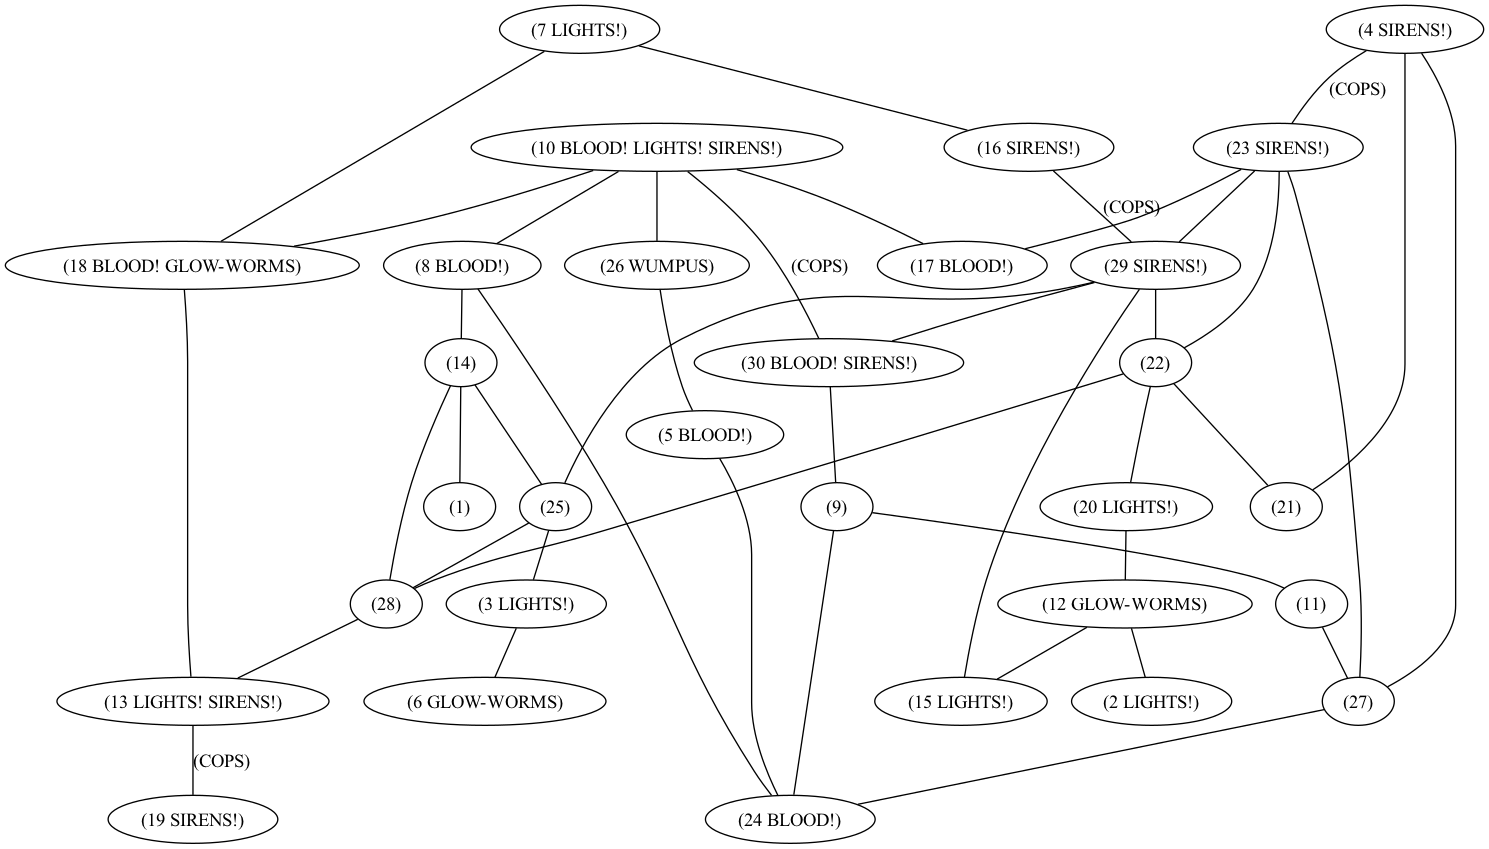 (7 LIGHTS!)
(4 SIRENS!)
(COPS)
(10 BLOOD! LIGHTS! SIRENS!)
(16 SIRENS!)
(23 SIRENS!)
(COPS)
(18 BLOOD! GLOW-WORMS)
(8 BLOOD!)
(26 WUMPUS)
(COPS)
(17 BLOOD!)
(29 SIRENS!)
(14)
(30 BLOOD! SIRENS!)
(22)
(5 BLOOD!)
(1)
(25)
(9)
(20 LIGHTS!)
(21)
(28)
(3 LIGHTS!)
(12 GLOW-WORMS)
(11)
(13 LIGHTS! SIRENS!)
(6 GLOW-WORMS)
(15 LIGHTS!)
(2 LIGHTS!)
(27)
(COPS)
(19 SIRENS!)
(24 BLOOD!)